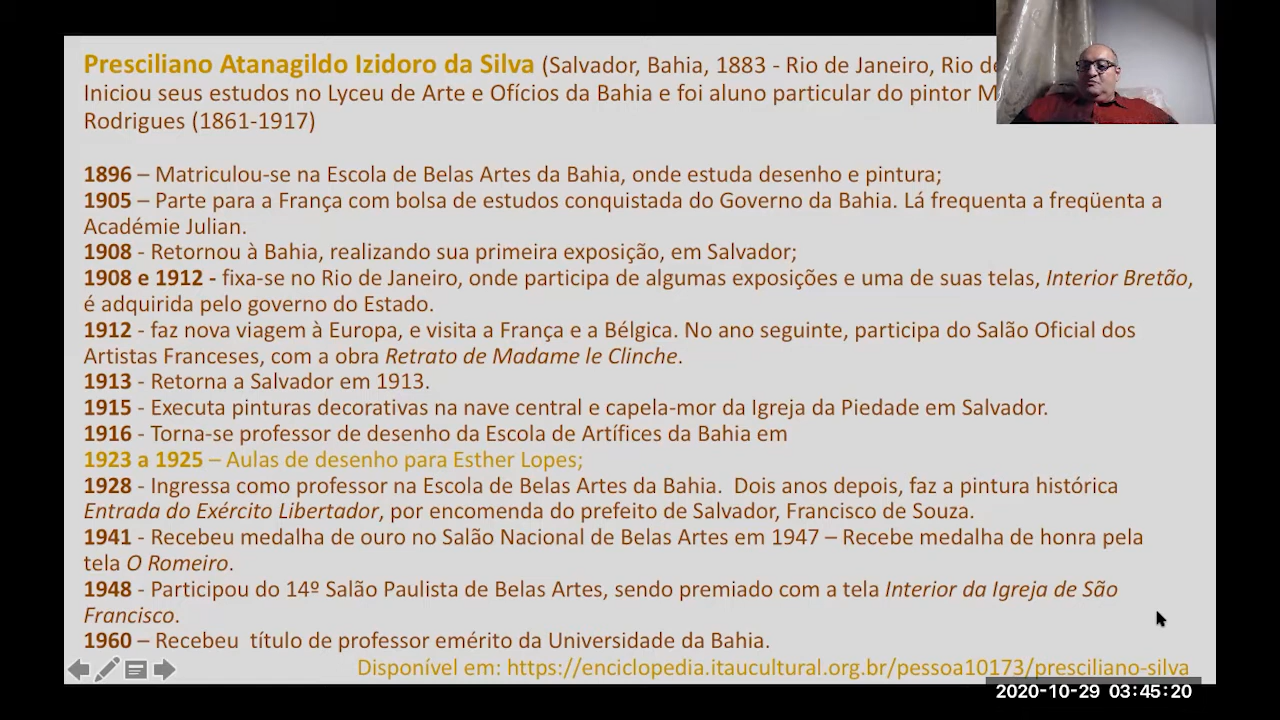 Presciliano Atanagildo Izidoro da Silva (Salvador, Bahia, 1883 - Rio de Janeiro, Rio
Iniciou seus estudos no Lyceu de Arte e Ofícios da Bahia e foi aluno particular do pintor
Rodrigues (1861-1917)
1896 – Matriculou-se na Escola de Belas Artes da Bahia, onde estuda desenho e pintura;
1905 – Parte para a França com bolsa de estudos conquistada do Governo da Bahia. Lá frequenta a freqüenta a
Académie Julian.
1908 - Retornou à Bahia, realizando sua primeira exposição, em Salvador;
1908 e 1912 - fixa-se no Rio de Janeiro, onde participa de algumas exposições e uma de suas telas, Interior Bretão,
é adquirida pelo governo do Estado.
1912 - faz nova viagem à Europa, e visita a França e a Bélgica. No ano seguinte, participa do Salão Oficial dos
Artistas Franceses, com a obra Retrato de Madame le Clinche.
1913 - Retorna a Salvador em 1913.
1915 - Executa pinturas decorativas na nave central e capela-mor da Igreja da Piedade em Salvador.
1916 - Torna-se professor de desenho da Escola de Artífices da Bahia em
1923 a 1925 – Aulas de desenho para Esther Lopes;
1928 - Ingressa como professor na Escola de Belas Artes da Bahia. Dois anos depois, faz a pintura histórica
Entrada do Exército Libertador, por encomenda do prefeito de Salvador, Francisco de Souza.
1941 - Recebeu medalha de ouro no Salão Nacional de Belas Artes em 1947 – Recebe medalha de honra pela
tela O Romeiro.
1948 - Participou do 14º Salão Paulista de Belas Artes, sendo premiado com a tela Interior da Igreja de São
Francisco.
1960 – Recebeu título de professor emérito da Universidade da Bahia.
Disponível em: https://enciclopedia.itaucultural.org.br/pessoa10173/presciliano-silva
2020-10-29 03:45:20